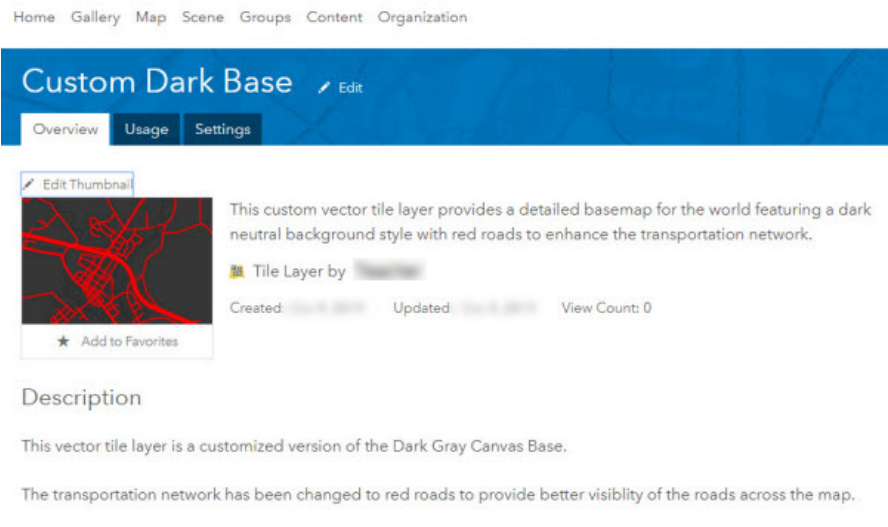 Home Gallery Map Scene Groups Content Organization
Custom Dark Base Edit
Overview Usage Settings
Edit Thumbnail
This custom vector tile layer provides a detailed basemap for the world featuring a dark
neutral background style with red roads to enhance the transportation network.
Tile Layer by
Created: Updated: View Count: 0
★ Add to Favorites
Description
This vector tile layer is a customized version of the Dark Gray Canvas Base.
The transportation network has been changed to red roads to provide better visiblity of the roads across the map.